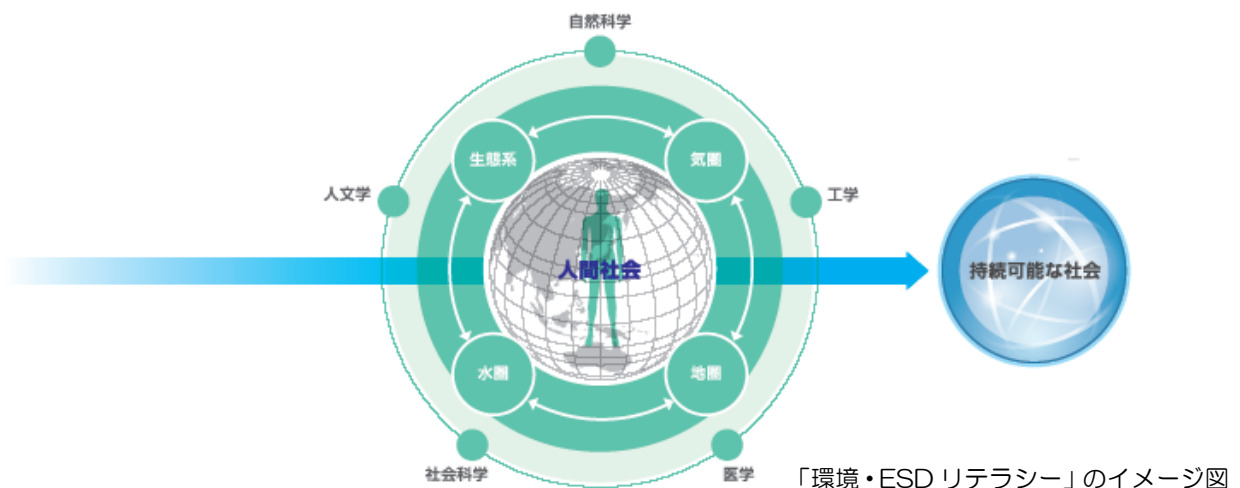 自然科学
生態系
気圏
人文学
工学
人間社会
持続可能な社会
水圏
地圏
社会科学
医学
「環境・ESD リテラシー」のイメージ図